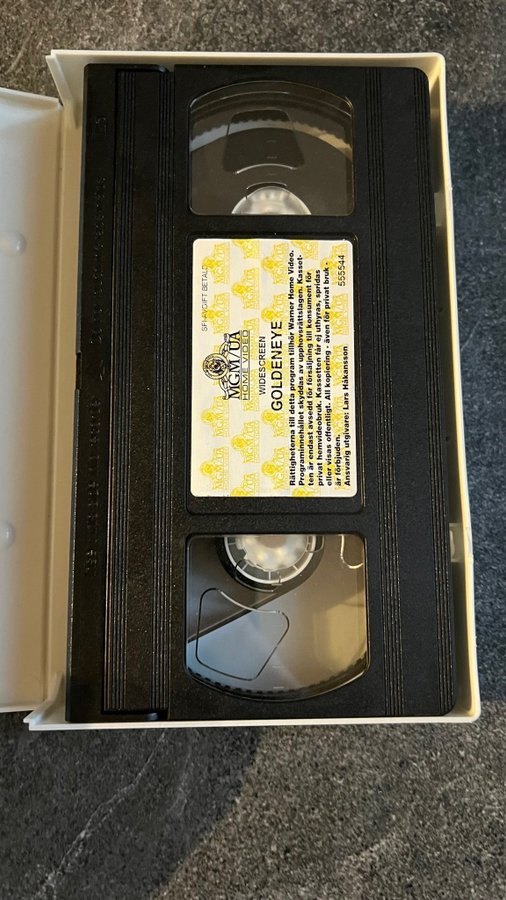 SFI-AVGIFT BETALD
MGM/UA
HOME VIDEO
WIDESCREEN
GOLDENEYE
Rättigheterna till detta program tillhör Warner Home Video.
Programinnehållet skyddas av upphovsrättslagen. Kasset-
ten är endast avsedd för försäljning till konsument för
privat hemvideobruk. Kassetten får ej uthyras, spridas
eller visas offentligt. All kopiering - även för privat bruk -
är förbjuden.
Ansvarig utgivare: Lars Håkansson
555544